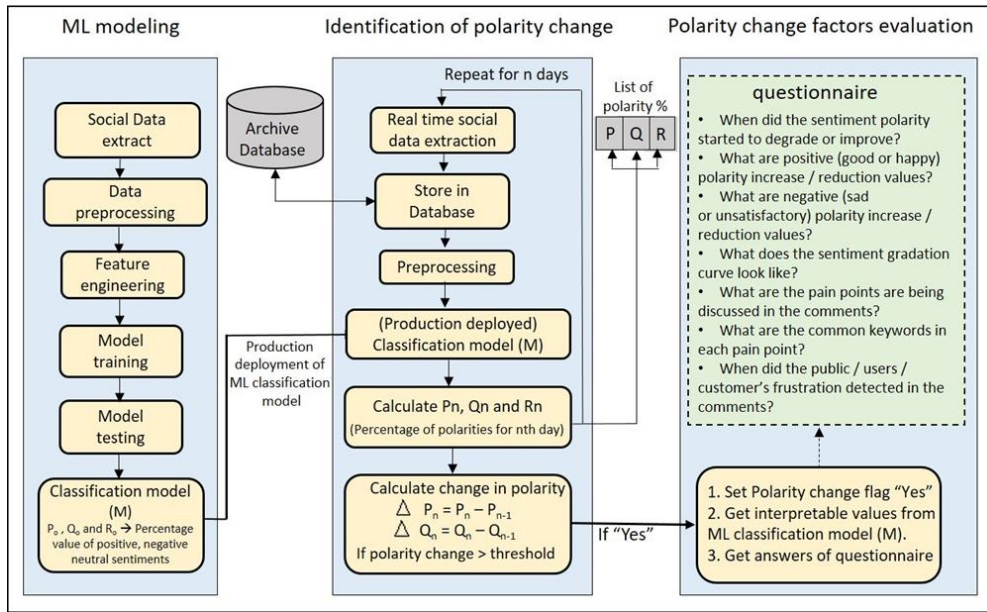 ML modeling
Social Data
extract
Data
preprocessing
Feature
engineering
Model
training
Model
testing
Classification model
(M)
P₀ , Q₀ and R₀ → Percentage
value of positive, negative
neutral sentiments
Production
deployment of
ML classification
model
Identification of polarity change
Repeat for n days
Archive
Database
Real time social
data extraction
Store in
Database
Preprocessing
(Production deployed)
Classification model (M)
Calculate Pn, Qn and Rn
(Percentage of polarities for nth day)
Calculate change in polarity
△ Pₙ = Pₙ – Pₙ₋₁
△ Qₙ = Qₙ – Qₙ₋₁
If polarity change > threshold
List of
polarity %
P Q R
If “Yes”
Polarity change factors evaluation
questionnaire
• When did the sentiment polarity
started to degrade or improve?
• What are positive (good or happy)
polarity increase / reduction values?
• What are negative (sad
or unsatisfactory) polarity increase /
reduction values?
• What does the sentiment gradation
curve look like?
• What are the pain points are being
discussed in the comments?
• What are the common keywords in
each pain point?
• When did the public / users /
customer’s frustration detected in the
comments?
1. Set Polarity change flag “Yes”
2. Get interpretable values from
ML classification model (M).
3. Get answers of questionnaire